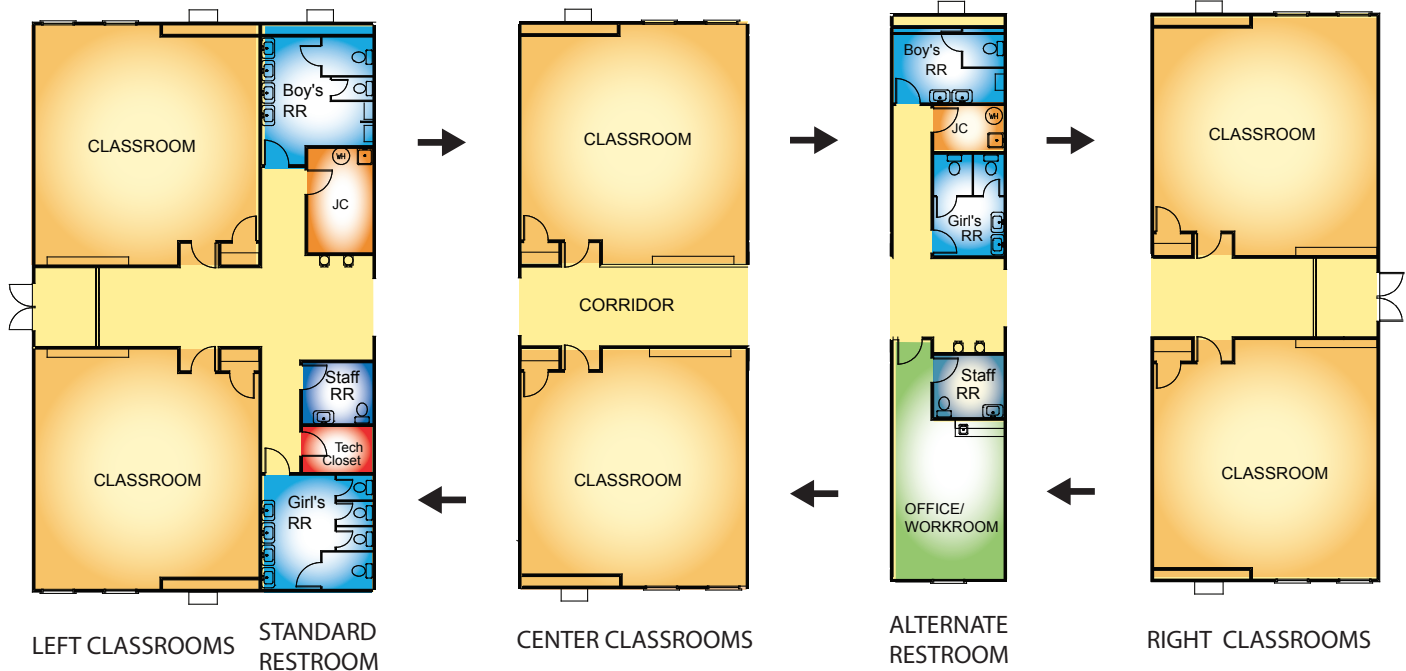 Boy's
RR
CLASSROOM
WH
JC
Staff
RR
Tech
Closet
CLASSROOM
Girl's
RR
LEFT CLASSROOMS
STANDARD
RESTROOM
CLASSROOM
CORRIDOR
CLASSROOM
CENTER CLASSROOMS
Boy's
RR
WH
JC
Girl's
RR
Staff
RR
OFFICE/
WORKROOM
ALTERNATE
RESTROOM
CLASSROOM
CLASSROOM
RIGHT CLASSROOMS